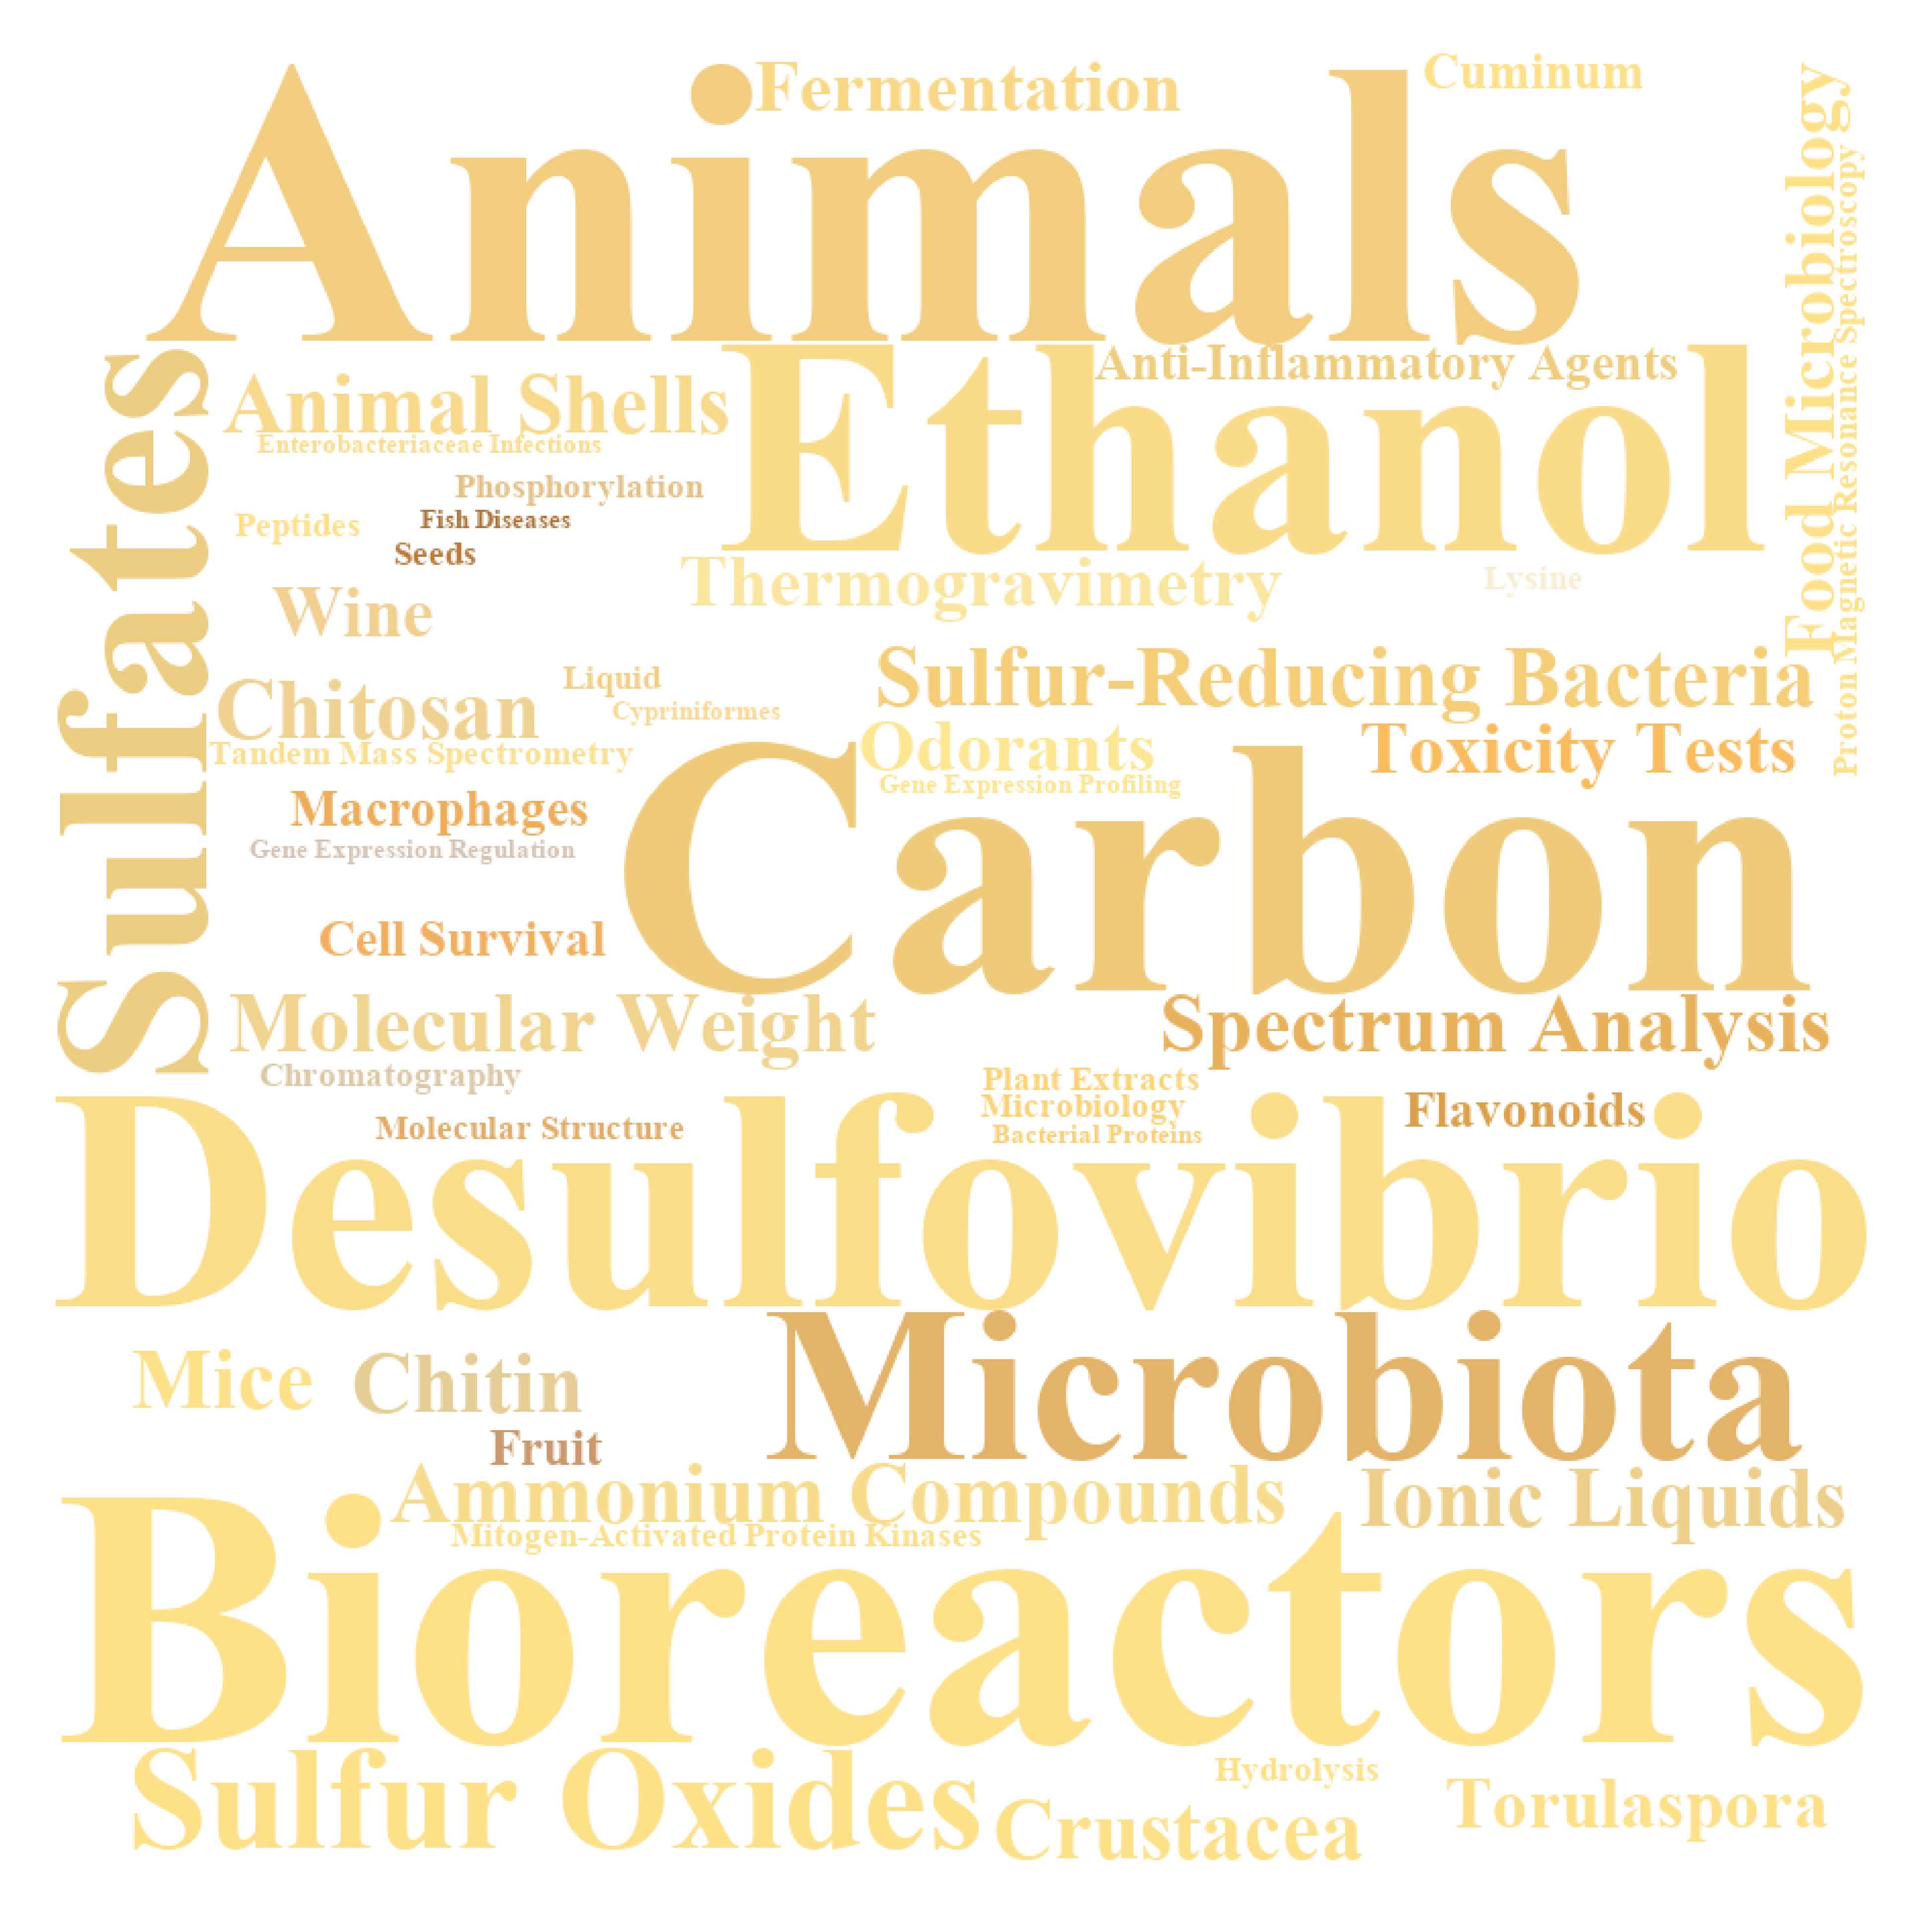 Animals
Fermentation
Cuminum
Food Microbiology
Proton Magnetic Resonance Spectroscopy
Sulfates
Animal Shells
Enterobacteriaceae Infections
Ethanol
Anti-Inflammatory Agents
Phosphorylation
Peptides
Fish Diseases
Seeds
Wine
Thermogravimetry
Lysine
Chitosan
Liquid
Cypriniformes
Sulfur-Reducing Bacteria
Tandem Mass Spectrometry
Odorants
Toxicity Tests
Gene Expression Profiling
Macrophages
Gene Expression Regulation
Carbon
Cell Survival
Molecular Weight
Spectrum Analysis
Chromatography
Plant Extracts
Microbiology
Bacterial Proteins
Flavonoids
Molecular Structure
Desulfovibrio
Mice
Chitin
Microbiota
Fruit
Ammonium Compounds
Ionic Liquids
Mitogen-Activated Protein Kinases
Bioreactors
Sulfur Oxides
Hydrolysis
Crustacea
Torulaspora